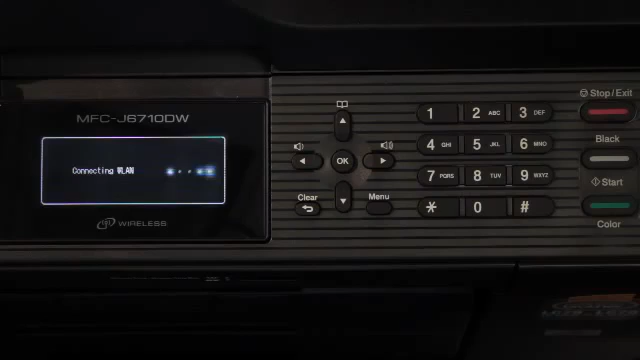 MFC-J6710DW
Connecting WLAN
WIRELESS
OK
Clear
Menu
1
2 ABC
3 DEF
4 GHI
5 JKL
6 MNO
7 PQRS
8 TUV
9 WXYZ
*
0
#
Stop/Exit
Black
Start
Color